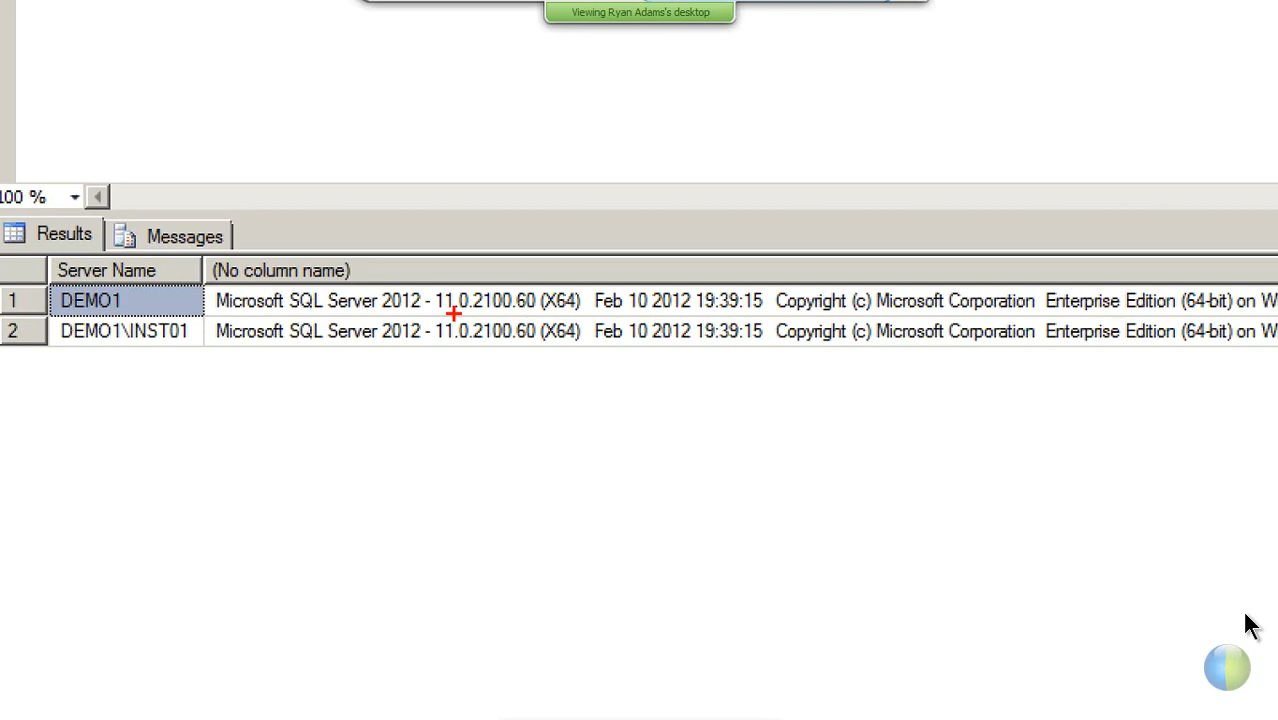 Viewing Ryan Adams's desktop
100 %
Results Messages
Server Name (No column name)
1 DEMO1 Microsoft SQL Server 2012 - 11.0.2100.60 (X64) Feb 10 2012 19:39:15 Copyright (c) Microsoft Corporation Enterprise Edition (64-bit) on W
2 DEMO1\INST01 Microsoft SQL Server 2012 - 11.0.2100.60 (X64) Feb 10 2012 19:39:15 Copyright (c) Microsoft Corporation Enterprise Edition (64-bit) on W